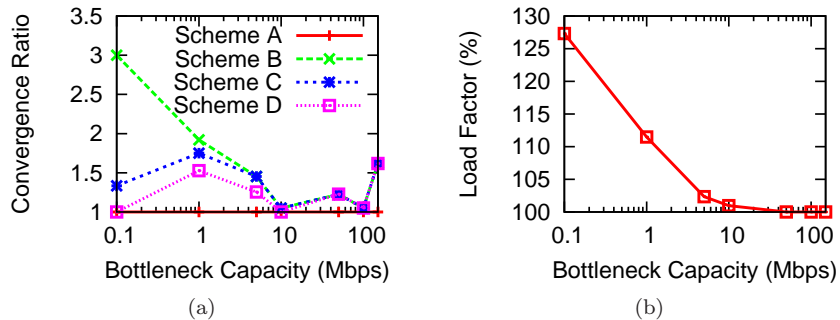 Convergence Ratio
3.5
3
2.5
2
1.5
1
Scheme A
Scheme B
Scheme C
Scheme D
0.1 1 10 100
Bottleneck Capacity (Mbps)
(a)
Load Factor (%)
130
125
120
115
110
105
100
0.1 1 10 100
Bottleneck Capacity (Mbps)
(b)